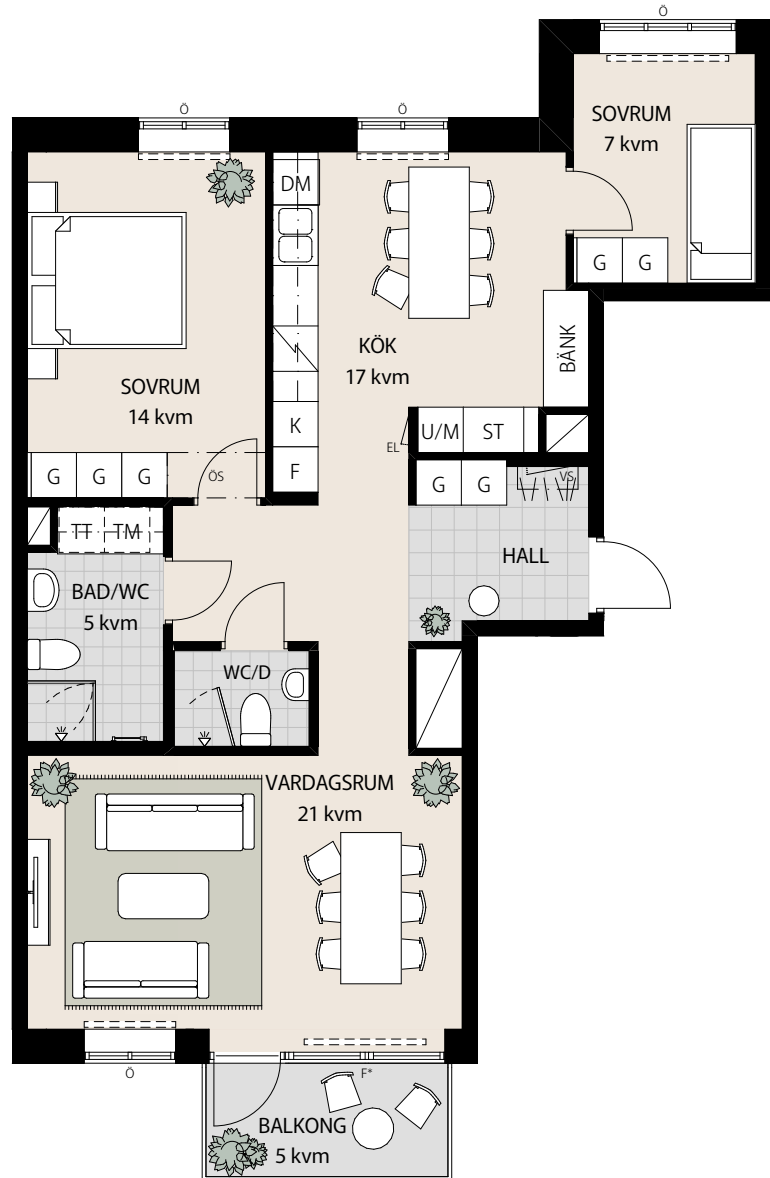 Ö
SOVRUM
7 kvm
G G
Ö
Ö
DM
KÖK
17 kvm
BÄNK
SOVRUM
14 kvm
K
F
U/M ST
EL
G G G
ÖS
G G
VS
HALL
TT TM
BAD/WC
5 kvm
WC/D
VARDAGSRUM
21 kvm
Ö
F*
BALKONG
5 kvm